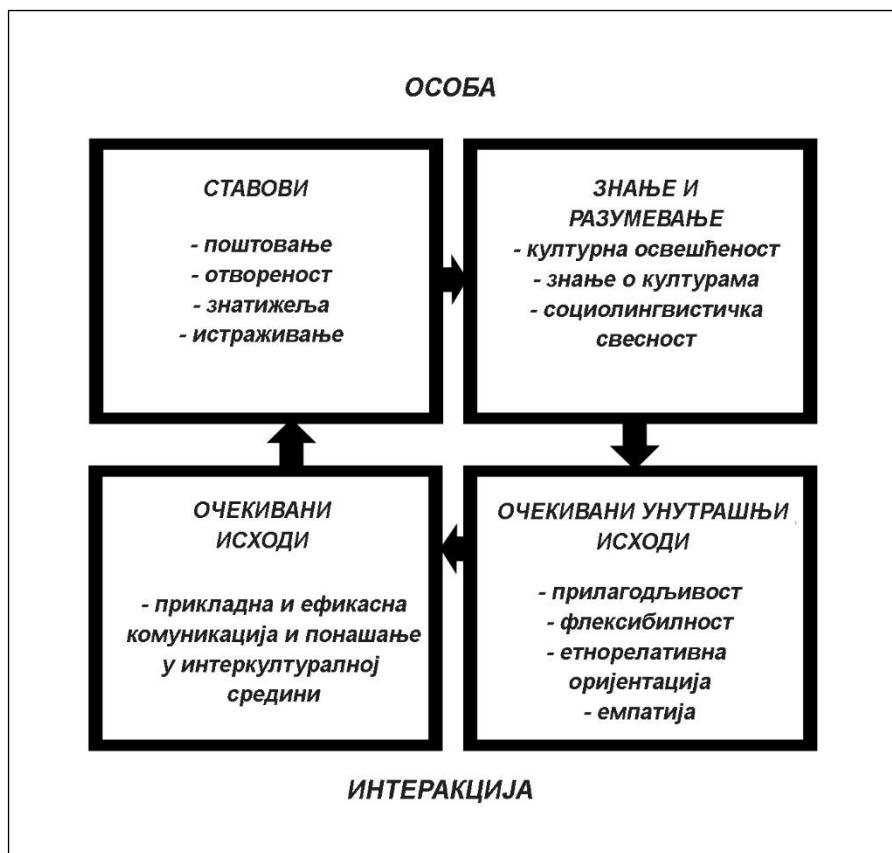 ОСОБА
СТАВОВИ
- поштовање
- отвореност
- знатижеља
- истраживање
ЗНАЊЕ И
РАЗУМЕВАЊЕ
- културна освешћеност
- знање о културама
- социолингвистичка
свесност
ОЧЕКИВАНИ
ИСХОДИ
- прикладна и ефикасна
комуникација и понашање
у интеркултуралној
средини
ОЧЕКИВАНИ УНУТРАШЊИ
ИСХОДИ
- прилагодљивост
- флексибилност
- етнорелативна
оријентација
- емпатија
ИНТЕРАКЦИЈА